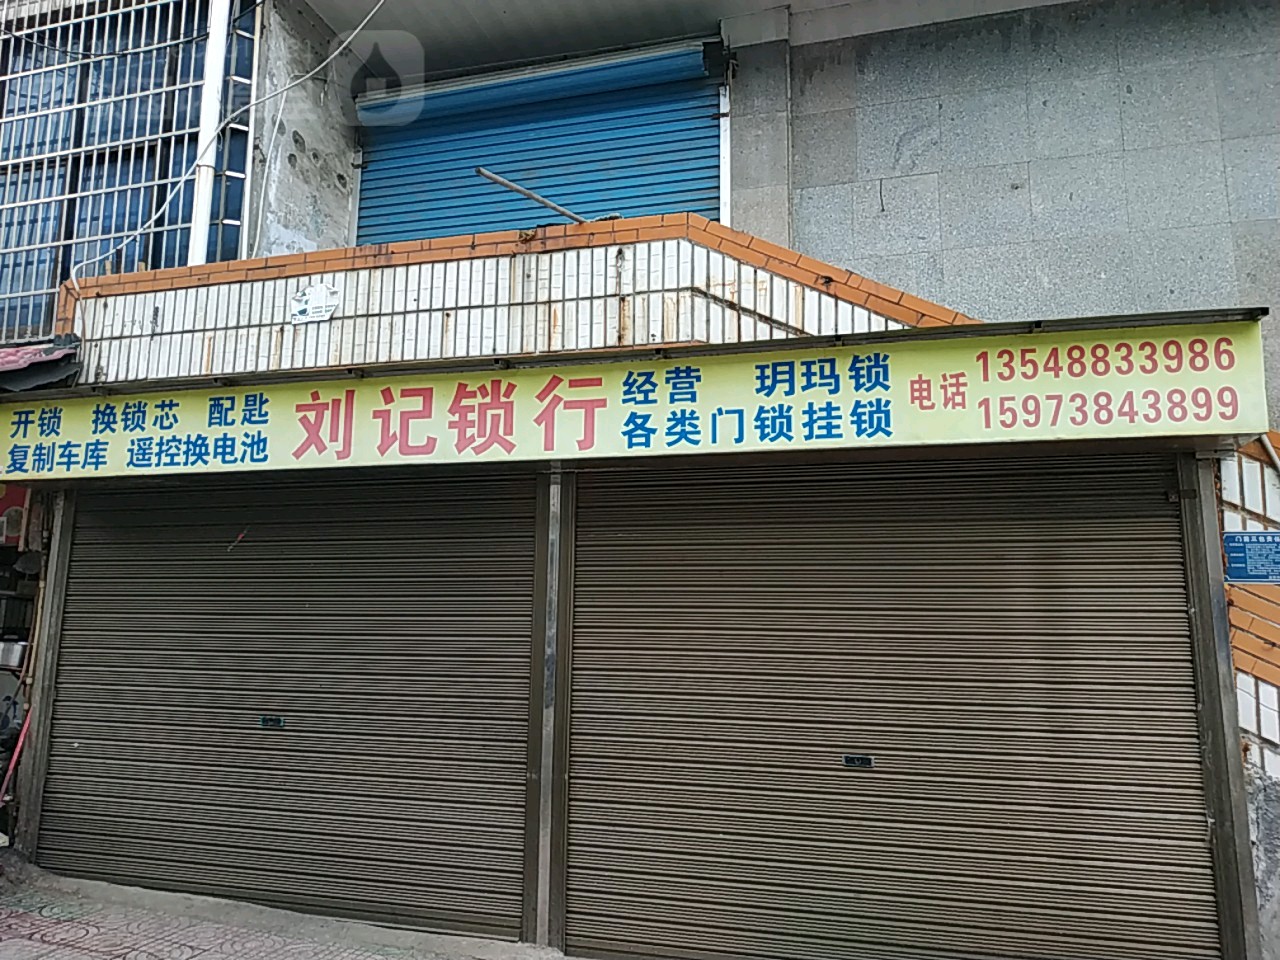 开锁 换锁芯 配匙
复制车库 遥控换电池
刘记锁行
经营 玥玛锁
各类门锁挂锁
电话
13548833986
15973843899